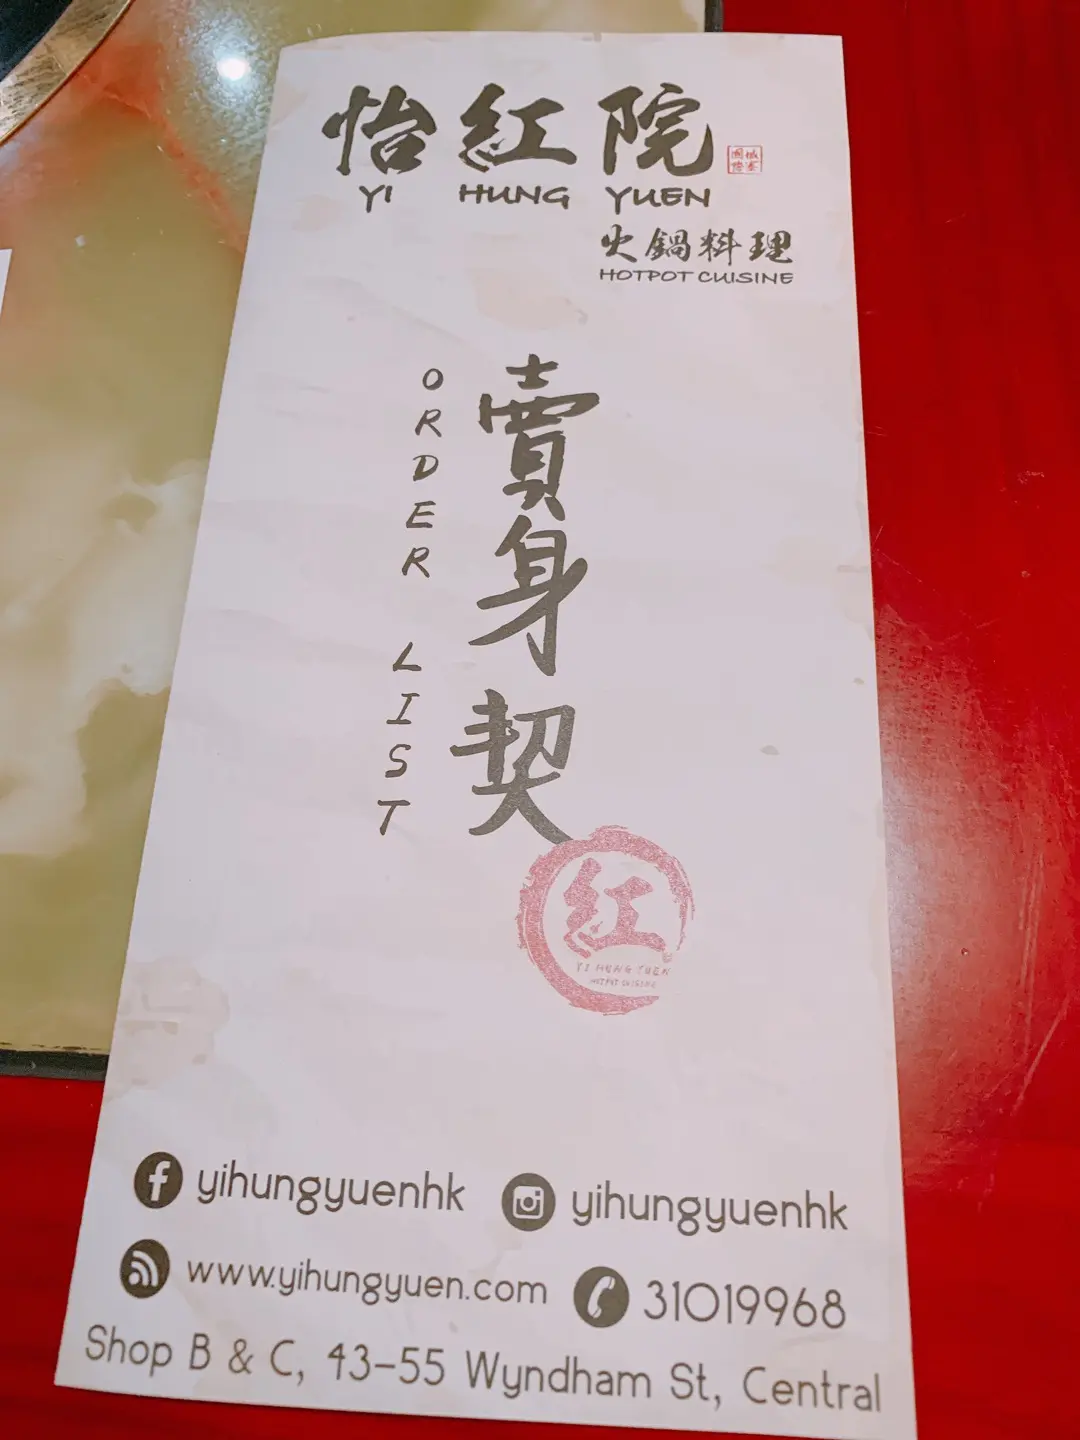 怡紅院
YI HUNG YUEN
火鍋料理
HOTPOT CUISINE
賣身契
ORDER LIST
紅
YI HUNG YUEN
HOTPOT CUISINE
yihungyuenhk
yihungyuenhk
www.yihungyuen.com
31019968
Shop B & C, 43-55 Wyndham St, Central